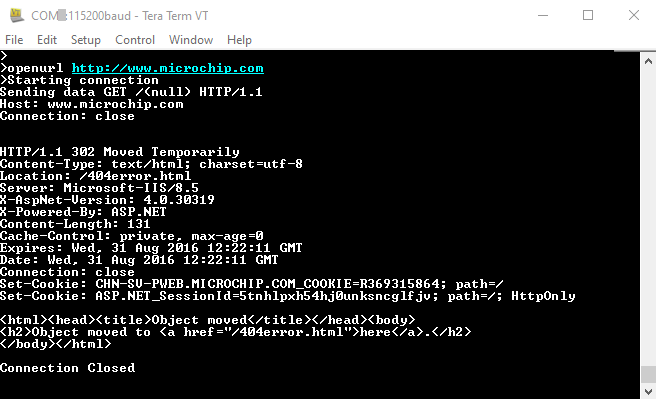 COM 115200baud - Tera Term VT
File Edit Setup Control Window Help
>
>openurl http://www.microchip.com
>Starting connection
Sending data GET /(null) HTTP/1.1
Host: www.microchip.com
Connection: close
HTTP/1.1 302 Moved Temporarily
Content-Type: text/html; charset=utf-8
Location: /404error.html
Server: Microsoft-IIS/8.5
X-AspNet-Version: 4.0.30319
X-Powered-By: ASP.NET
Content-Length: 131
Cache-Control: private, max-age=0
Expires: Wed, 31 Aug 2016 12:22:11 GMT
Date: Wed, 31 Aug 2016 12:22:11 GMT
Connection: close
Set-Cookie: CHN-SV-PWEB.MICROCHIP.COM_COOKIE=R369315864; path=/
Set-Cookie: ASP.NET_SessionId=5tnhlpxh54hj0unksncglfjv; path=/; HttpOnly
<html><head><title>Object moved</title></head><body>
<h2>Object moved to <a href="/404error.html">here</a>.</h2>
</body></html>
Connection Closed